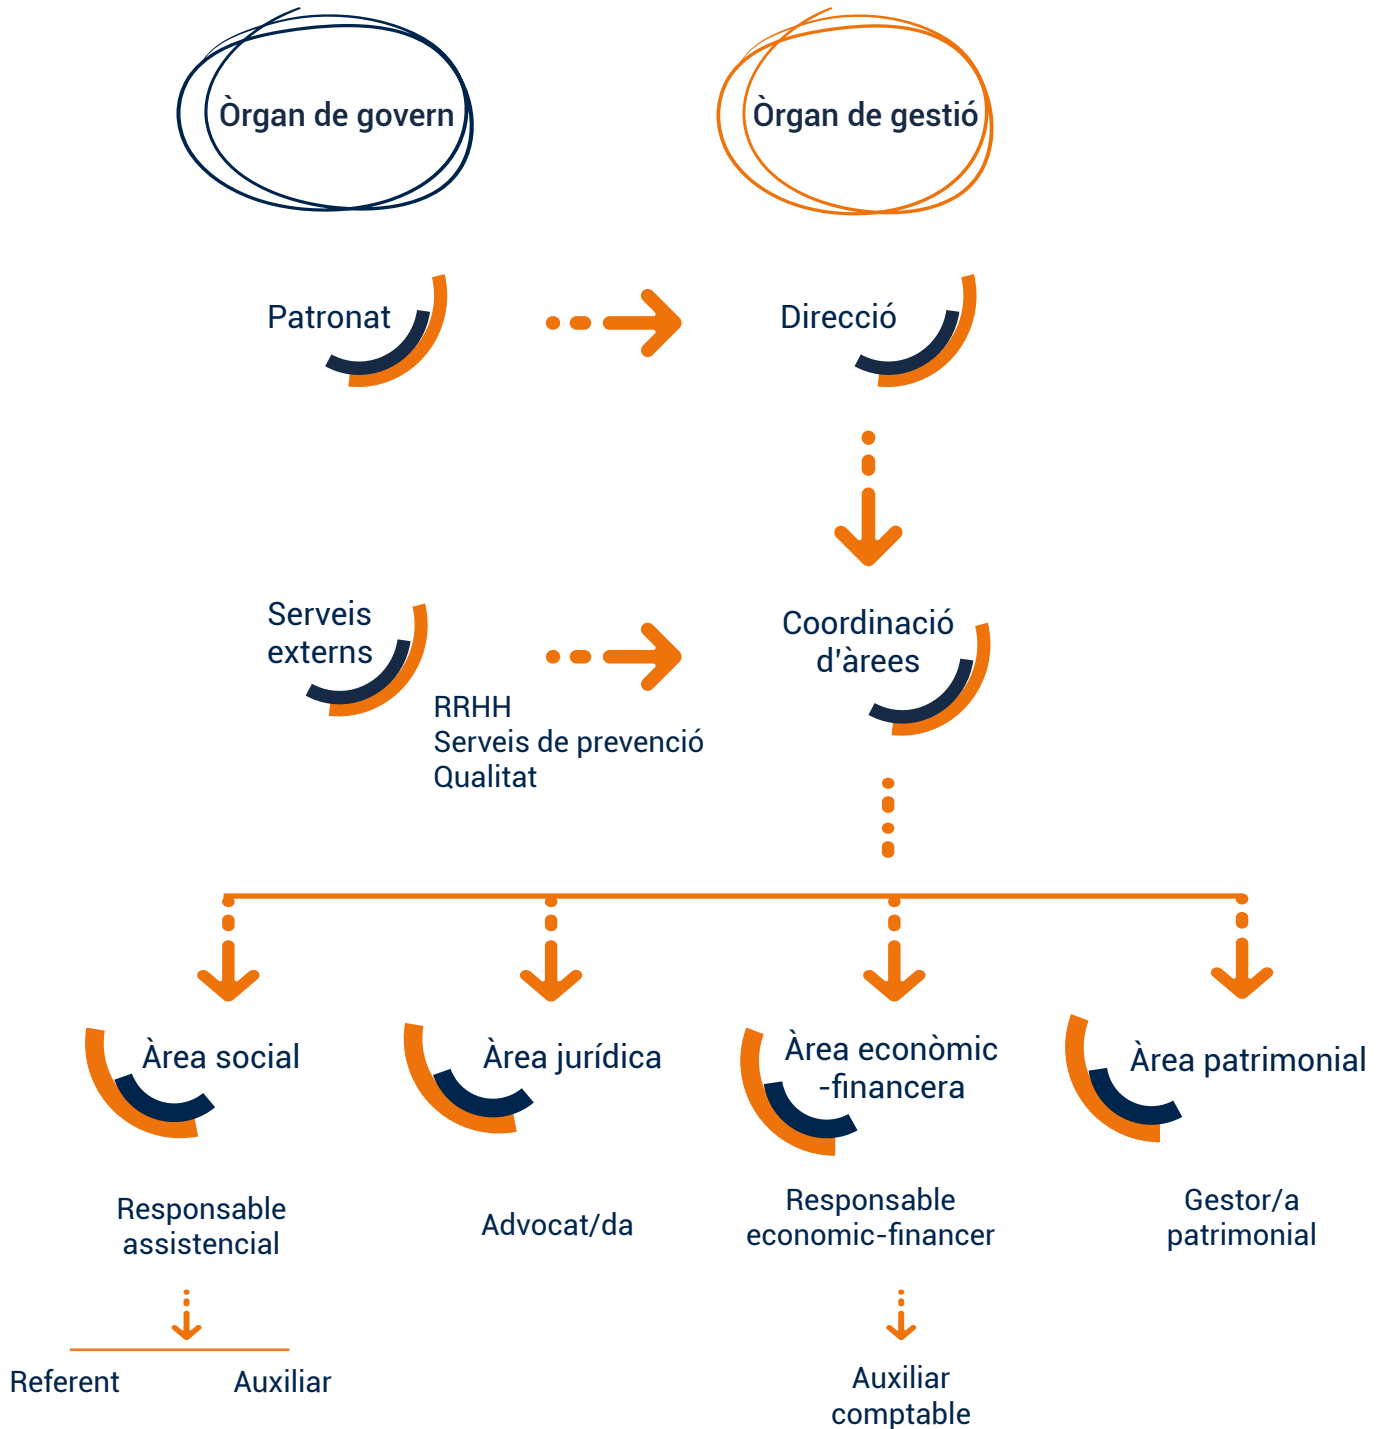 Òrgan de govern
Òrgan de gestió
Patronat
Direcció
Serveis
externs
RRHH
Serveis de prevenció
Qualitat
Coordinació
d'àrees
Àrea social
Àrea jurídica
Àrea econòmic
-financera
Àrea patrimonial
Responsable
assistencial
Advocat/da
Responsable
economic-financer
Gestor/a
patrimonial
Referent
Auxiliar
Auxiliar
comptable